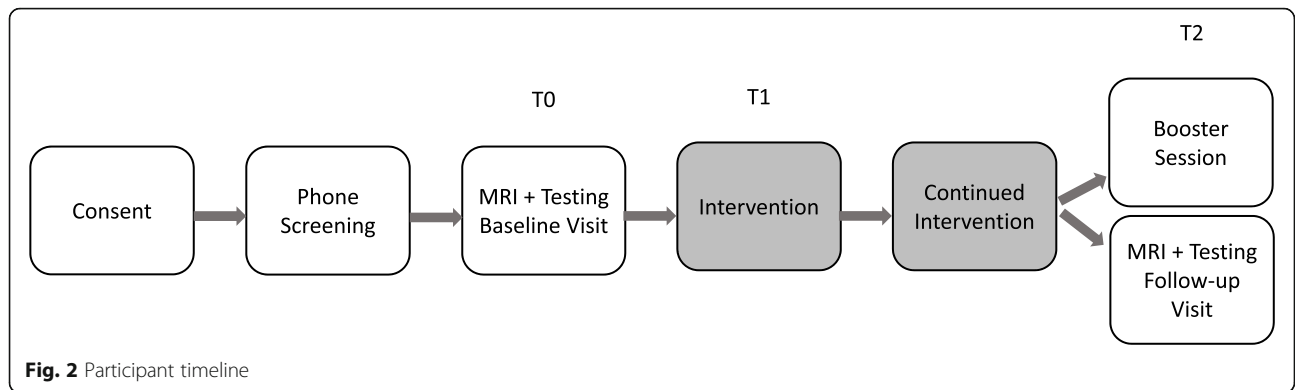 T0
T1
T2
Consent
Phone
Screening
MRI + Testing
Baseline Visit
Intervention
Continued
Intervention
Booster
Session
MRI + Testing
Follow-up
Visit
Fig. 2 Participant timeline